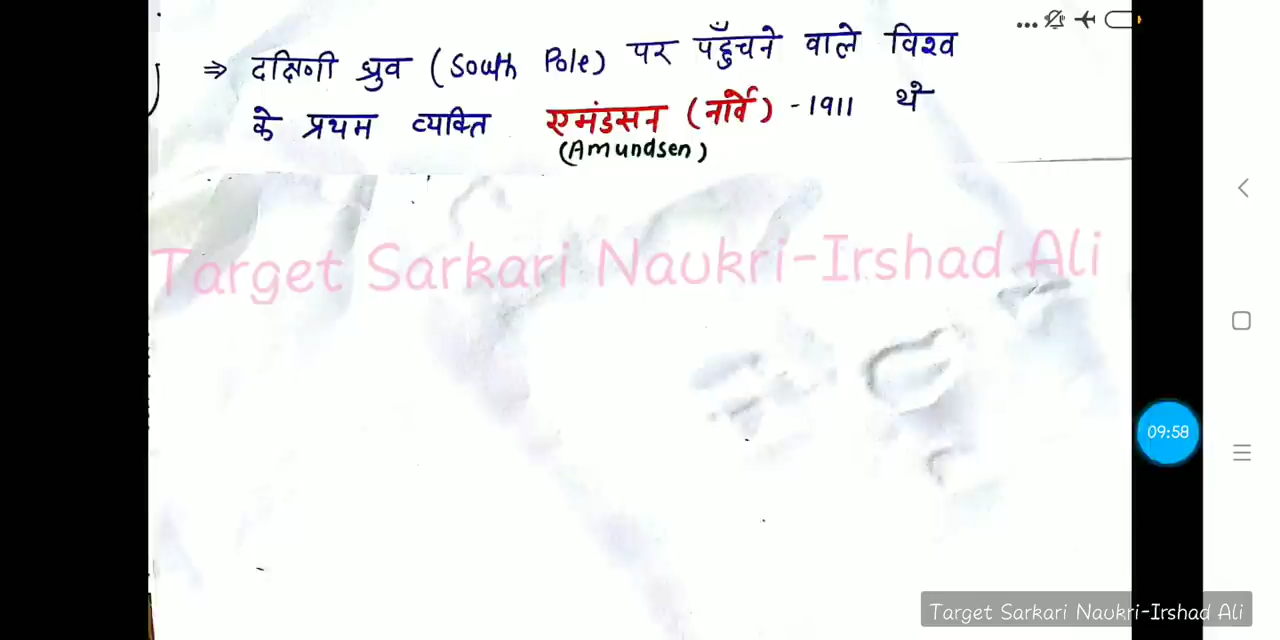 ⇒ दक्षिणी ध्रुव (South Pole) पर पहुँचने वाले विश्व
के प्रथम व्यक्ति एमंडसन (नार्वे) - 1911 थे
(Amundsen)
Target Sarkari Naukri-Irshad Ali
09:58
Target Sarkari Naukri-Irshad Ali